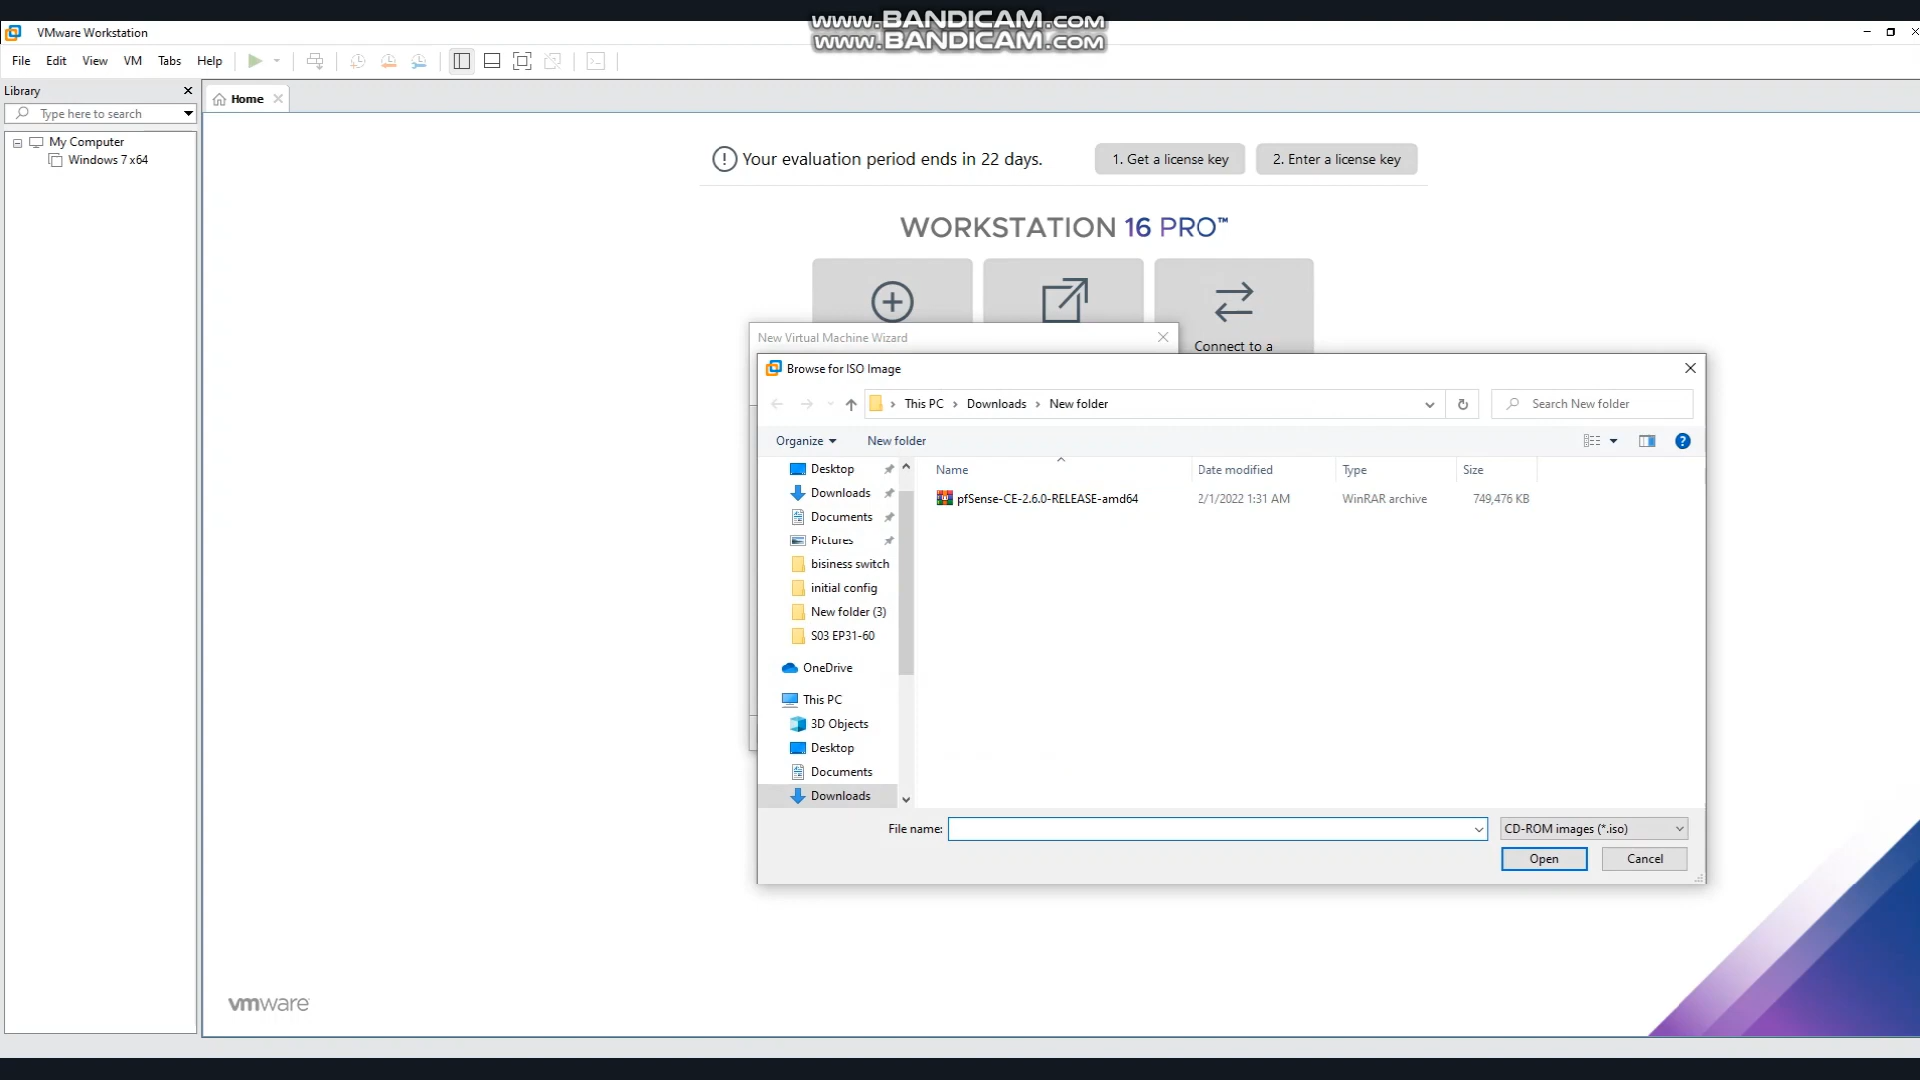 www.BANDICAM.com
www.BANDICAM.com
VMware Workstation
File Edit View VM Tabs Help
Library
Type here to search
Home
My Computer
Windows 7 x64
Your evaluation period ends in 22 days.
1. Get a license key
2. Enter a license key
WORKSTATION 16 PRO™
New Virtual Machine Wizard
Connect to a
Browse for ISO Image
This PC › Downloads › New folder
Search New folder
Organize
New folder
Name Date modified Type Size
pfSense-CE-2.6.0-RELEASE-amd64 2/1/2022 1:31 AM WinRAR archive 749,476 KB
Desktop
Downloads
Documents
Pictures
bisiness switch
initial config
New folder (3)
S03 EP31-60
OneDrive
This PC
3D Objects
Desktop
Documents
Downloads
File name:
CD-ROM images (*.iso)
Open
Cancel
vmware